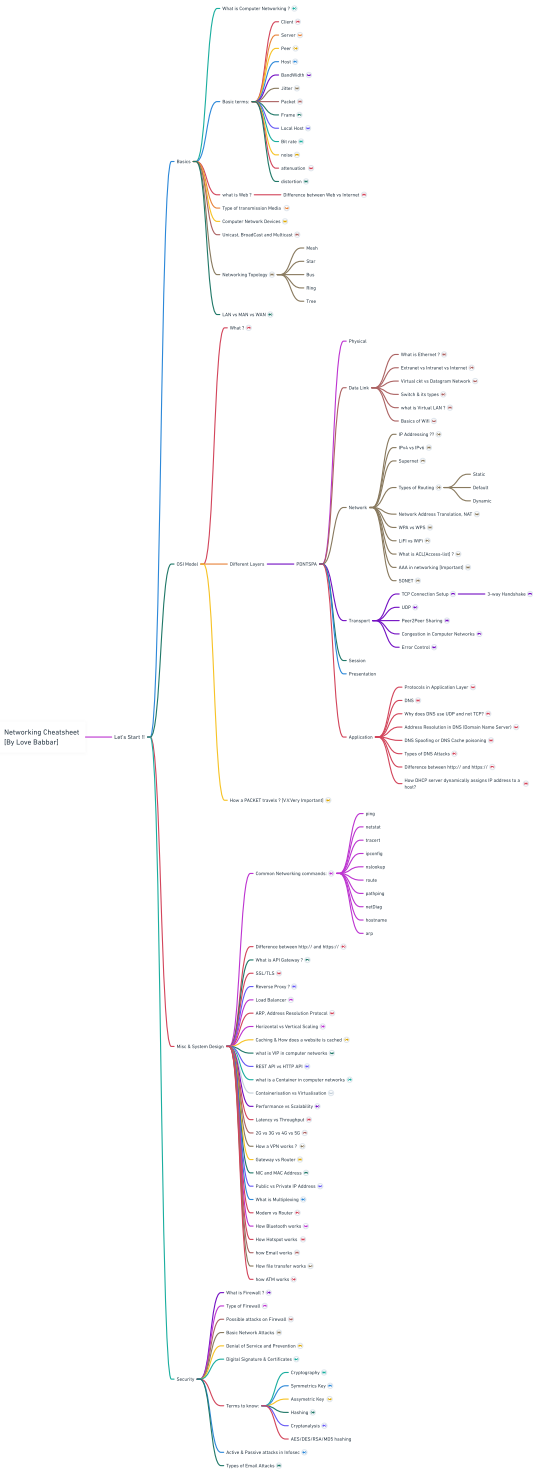 What is Computer Networking ?
Client
Server
Peer
Host
BandWidth
Jitter
Basic terms:
Packet
Frame
Local Host
Bit rate
noise
attenuation
distortion
Basics
what is Web ?
Difference between Web vs Internet
Type of transmission Media
Computer Network Devices
Unicast, BroadCast and Multicast
Mesh
Star
Networking Topology
Bus
Ring
Tree
LAN vs MAN vs WAN
What ?
Physical
What is Ethernet ?
Extranet vs Intranet vs Internet
Virtual ckt vs Datagram Network
Data Link
Switch & its types
what is Virtual LAN ?
Basics of Wifi
IP Addressing ??
IPv4 vs IPv6
Supernet
Static
Types of Routing
Default
Dynamic
Network
Network Address Translation, NAT
WPA vs WPS
LiFI vs WiFi
What is ACL(Access-list) ?
AAA in networking [Important]
SONET
OSI Model
Different Layers
PDNTSPA
TCP Connection Setup
3-way Handshake
UDP
Transport
Peer2Peer Sharing
Congestion in Computer Networks
Error Control
Session
Presentation
Protocols in Application Layer
DNS
Why does DNS use UDP and not TCP?
Address Resolution in DNS (Domain Name Server)
Application
DNS Spoofing or DNS Cache poisoning
Types of DNS Attacks
Difference between http:// and https://
How DHCP server dynamically assigns IP address to a
host?
Networking Cheatsheet
[By Love Babbar]
Let's Start !!
How a PACKET travels ? [V.V.Very Important]
ping
netstat
tracert
ipconfig
Common Networking commands:
nslookup
route
pathping
netDiag
hostname
arp
Difference between http:// and https://
What is API Gateway ?
SSL/TLS
Reverse Proxy ?
Load Balancer
ARP, Address Resolution Protocol
Horizontal vs Vertical Scaling
Caching & How does a website is cached
Misc & System Design
what is VIP in computer networks
REST API vs HTTP API
what is a Container in computer networks
Containerisation vs Virtualisation
Performance vs Scalability
Latency vs Throughput
2G vs 3G vs 4G vs 5G
How a VPN works ?
Gateway vs Router
NIC and MAC Address
Public vs Private IP Address
What is Multiplexing
Modem vs Router
How Bluetooth works
How Hotspot works
how Email works
How file transfer works
how ATM works
What is Firewall ?
Type of Firewall
Possible attacks on Firewall
Basic Network Attacks
Denial of Service and Prevention
Digital Signature & Certificates
Security
Cryptography
Symmetrics Key
Assymetric Key
Terms to know:
Hashing
Cryptanalysis
AES/DES/RSA/MD5 hashing
Active & Passive attacks in Infosec
Types of Email Attacks